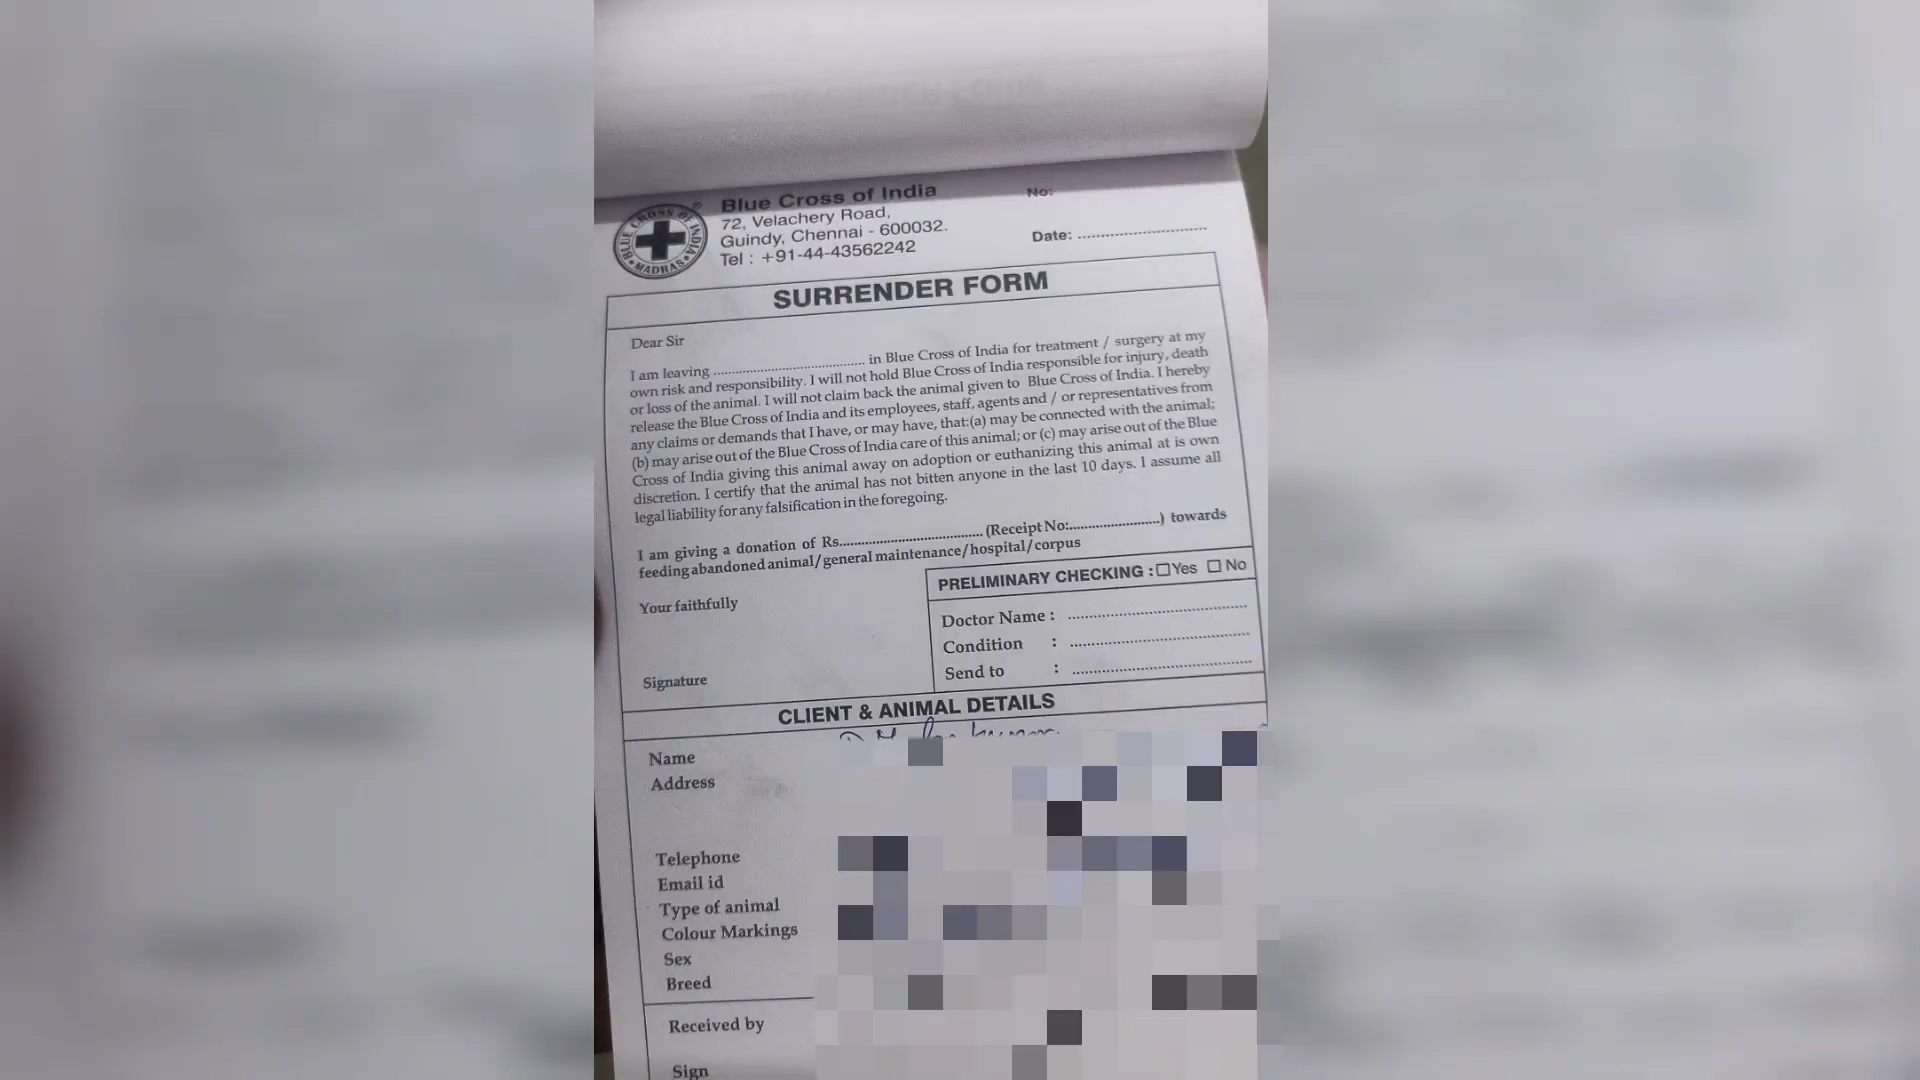 Blue Cross of India
72, Velachery Road,
Guindy, Chennai - 600032.
Tel : +91-44-43562242
No:
Date: ..............................
BLUE CROSS OF INDIA
MADRAS
SURRENDER FORM
Dear Sir
I am leaving .......................................... in Blue Cross of India for treatment / surgery at my
own risk and responsibility. I will not hold Blue Cross of India responsible for injury, death
or loss of the animal. I will not claim back the animal given to Blue Cross of India. I hereby
release the Blue Cross of India and its employees, staff, agents and / or representatives from
any claims or demands that I have, or may have, that:(a) may be connected with the animal;
(b) may arise out of the Blue Cross of India care of this animal; or (c) may arise out of the Blue
Cross of India giving this animal away on adoption or euthanizing this animal at is own
discretion. I certify that the animal has not bitten anyone in the last 10 days. I assume all
legal liability for any falsification in the foregoing.
I am giving a donation of Rs..................................... (Receipt No:........................) towards
feeding abandoned animal/general maintenance/hospital/corpus
PRELIMINARY CHECKING : Yes No
Your faithfully
Doctor Name : ........................................
Condition : ........................................
Send to : ........................................
Signature
CLIENT & ANIMAL DETAILS
Name
Address
Telephone
Email id
Type of animal
Colour Markings
Sex
Breed
Received by
Sign